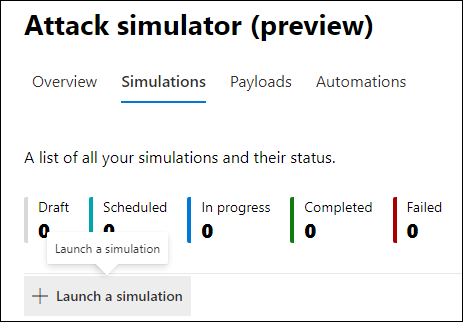 Attack simulator (preview)
Overview Simulations Payloads Automations
A list of all your simulations and their status.
Draft Scheduled In progress Completed Failed
0 0 0 0 0
Launch a simulation
Launch a simulation